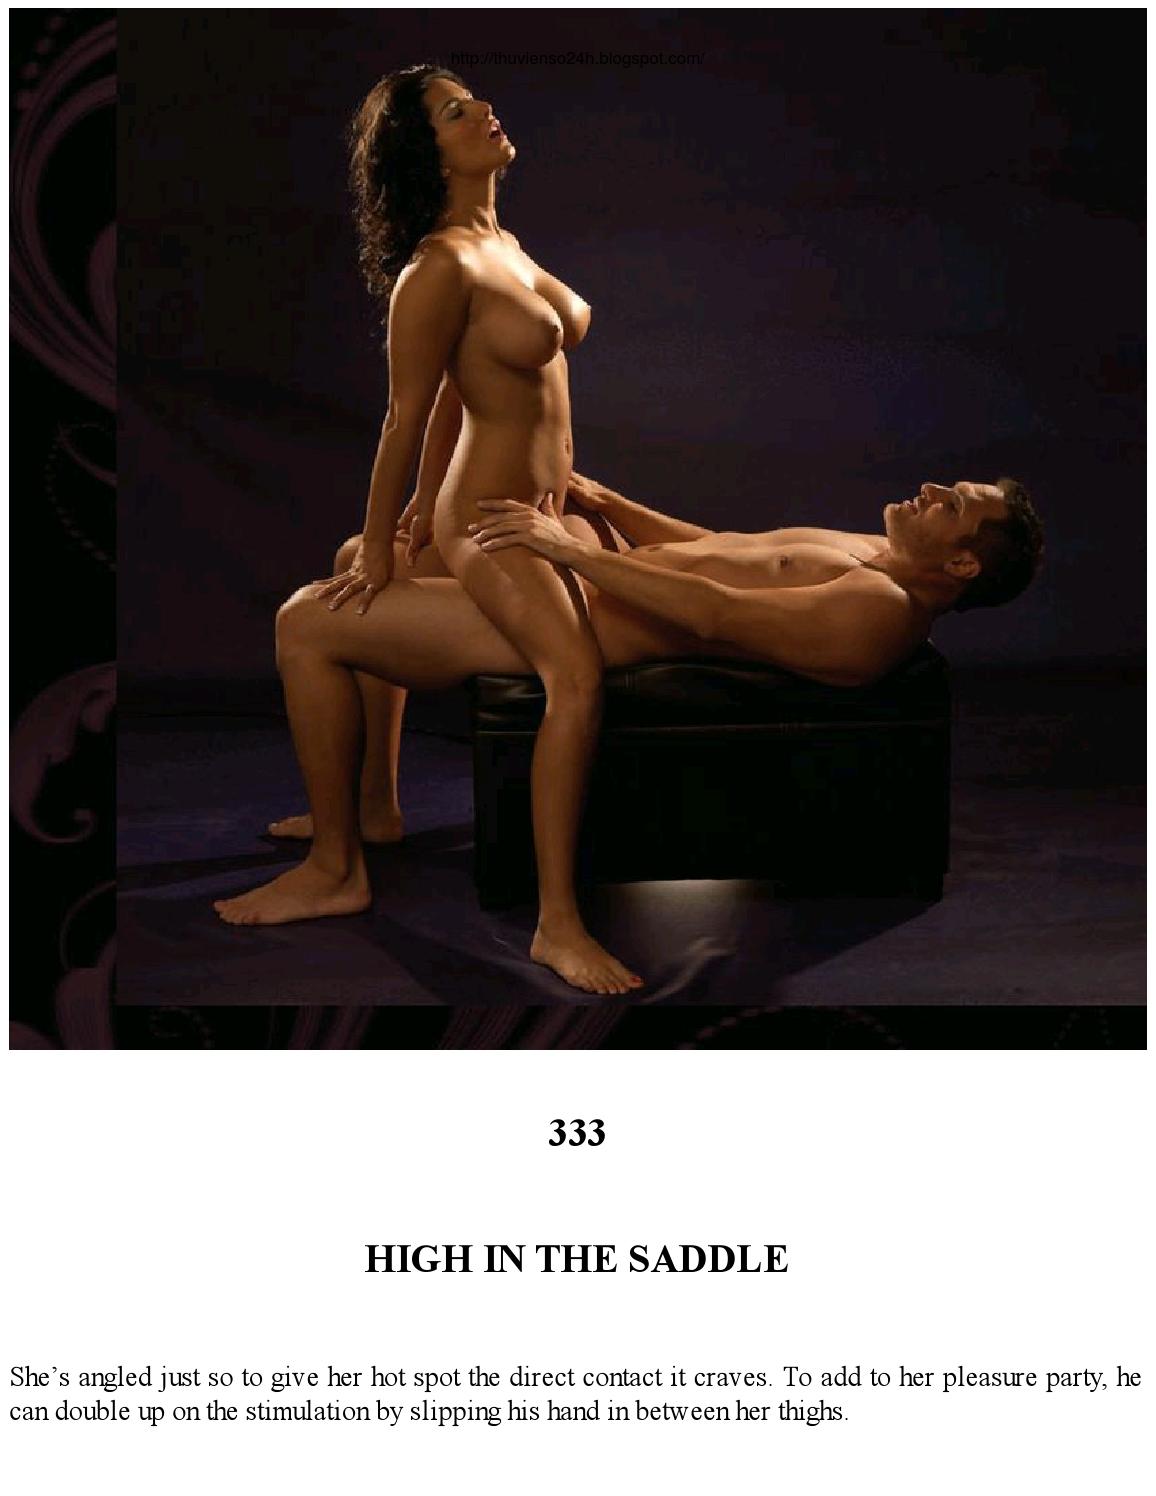 http://thuvienso24h.blogspot.com/
333
HIGH IN THE SADDLE
She’s angled just so to give her hot spot the direct contact it craves. To add to her pleasure party, he
can double up on the stimulation by slipping his hand in between her thighs.